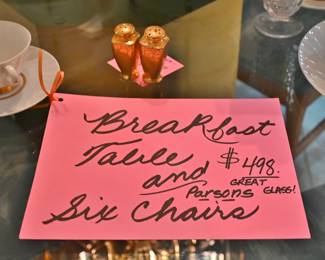 Breakfast
Table
and
$498.
GREAT
Parsons GLASS!
Six Chairs